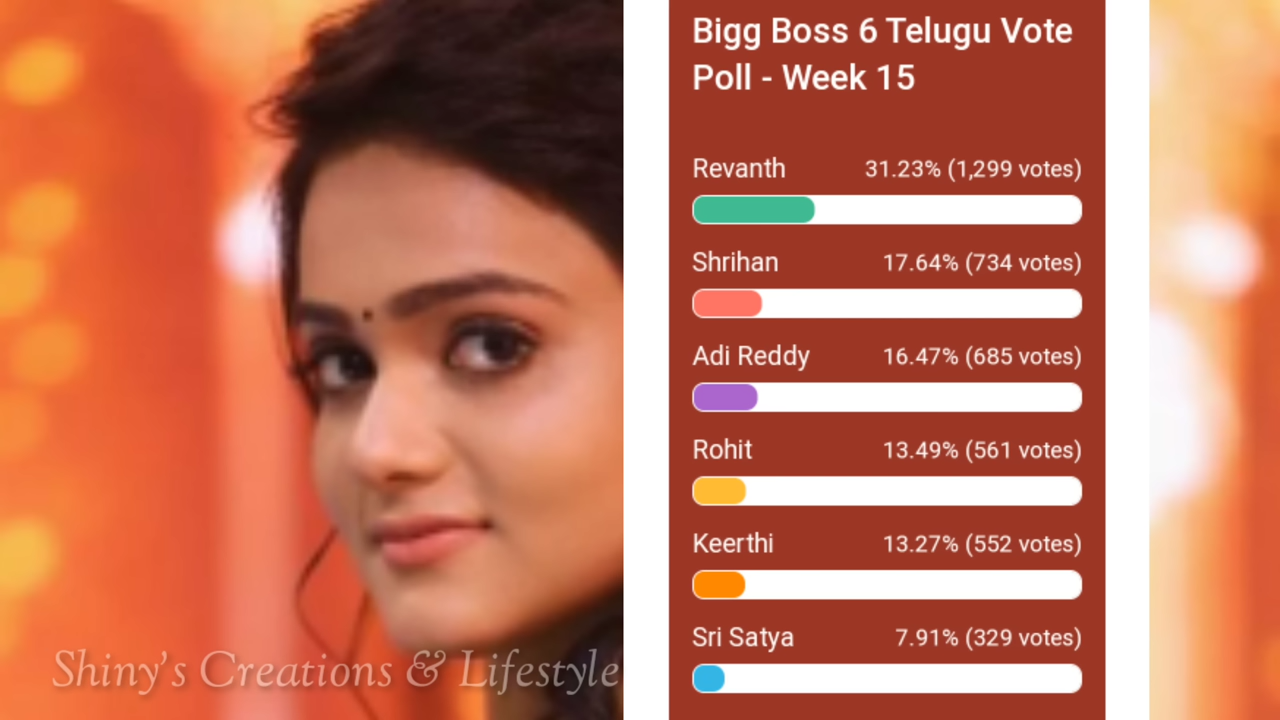 Bigg Boss 6 Telugu Vote
Poll - Week 15
Revanth 31.23% (1,299 votes)
Shrihan 17.64% (734 votes)
Adi Reddy 16.47% (685 votes)
Rohit 13.49% (561 votes)
Keerthi 13.27% (552 votes)
Sri Satya 7.91% (329 votes)
Shiny's Creations & Lifestyle